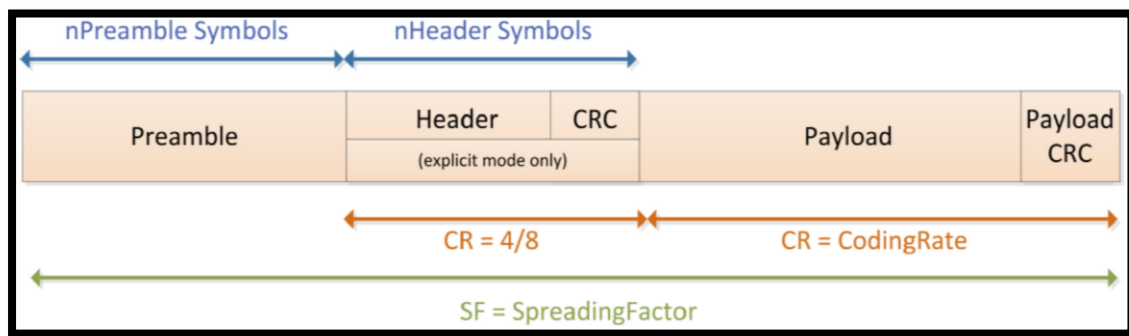 nPreamble Symbols
nHeader Symbols
Preamble
Header
CRC
(explicit mode only)
Payload
Payload
CRC
CR = 4/8
CR = CodingRate
SF = SpreadingFactor